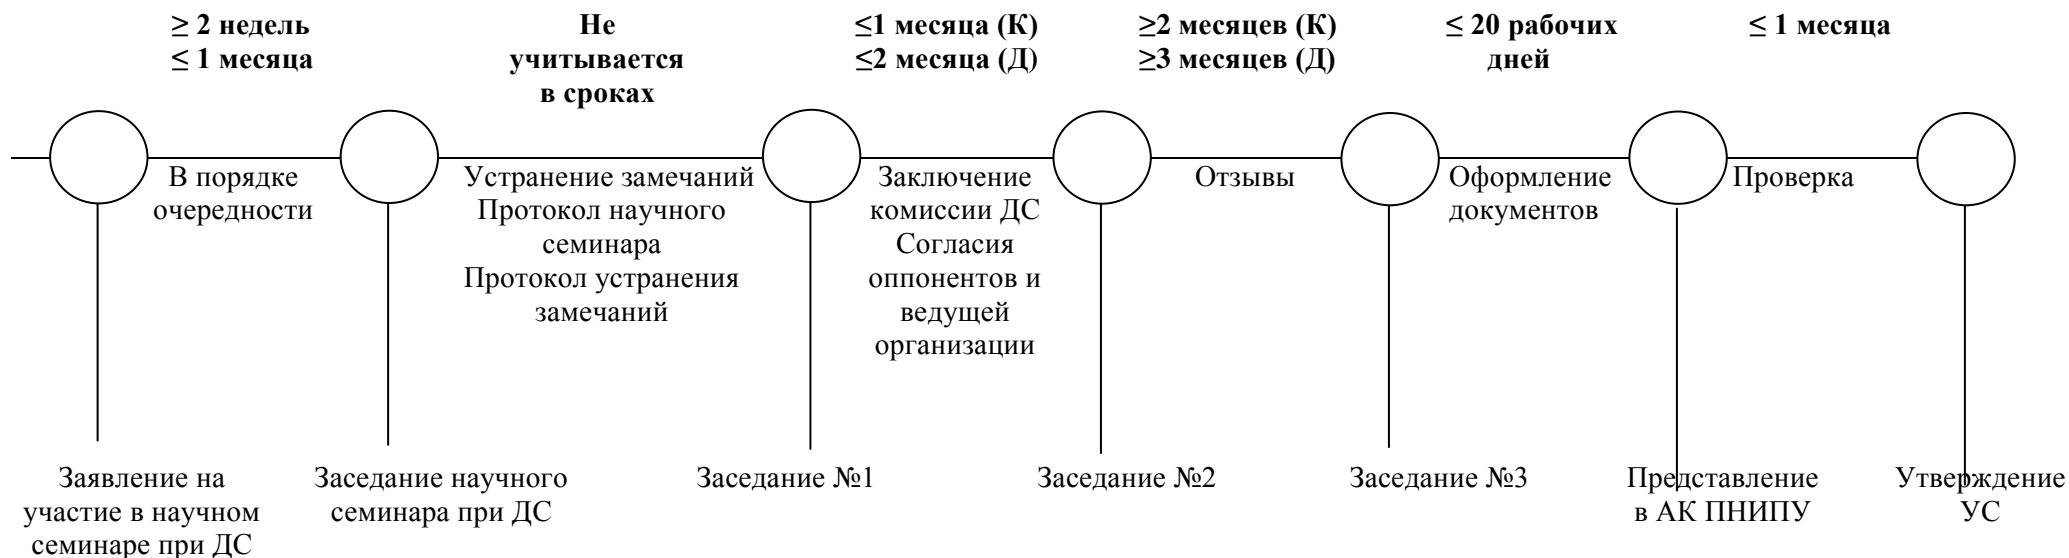 ≥ 2 недель
≤ 1 месяца
Не
учитывается
в сроках
≤1 месяца (К)
≤2 месяца (Д)
≥2 месяцев (К)
≥3 месяцев (Д)
≤ 20 рабочих
дней
≤ 1 месяца
В порядке
очередности
Устранение замечаний
Протокол научного
семинара
Протокол устранения
замечаний
Заключение
комиссии ДС
Согласия
оппонентов и
ведущей
организации
Отзывы
Оформление
документов
Проверка
Заявление на
участие в научном
семинаре при ДС
Заседание научного
семинара при ДС
Заседание №1
Заседание №2
Заседание №3
Представление
в АК ПНИПУ
Утверждение
УС